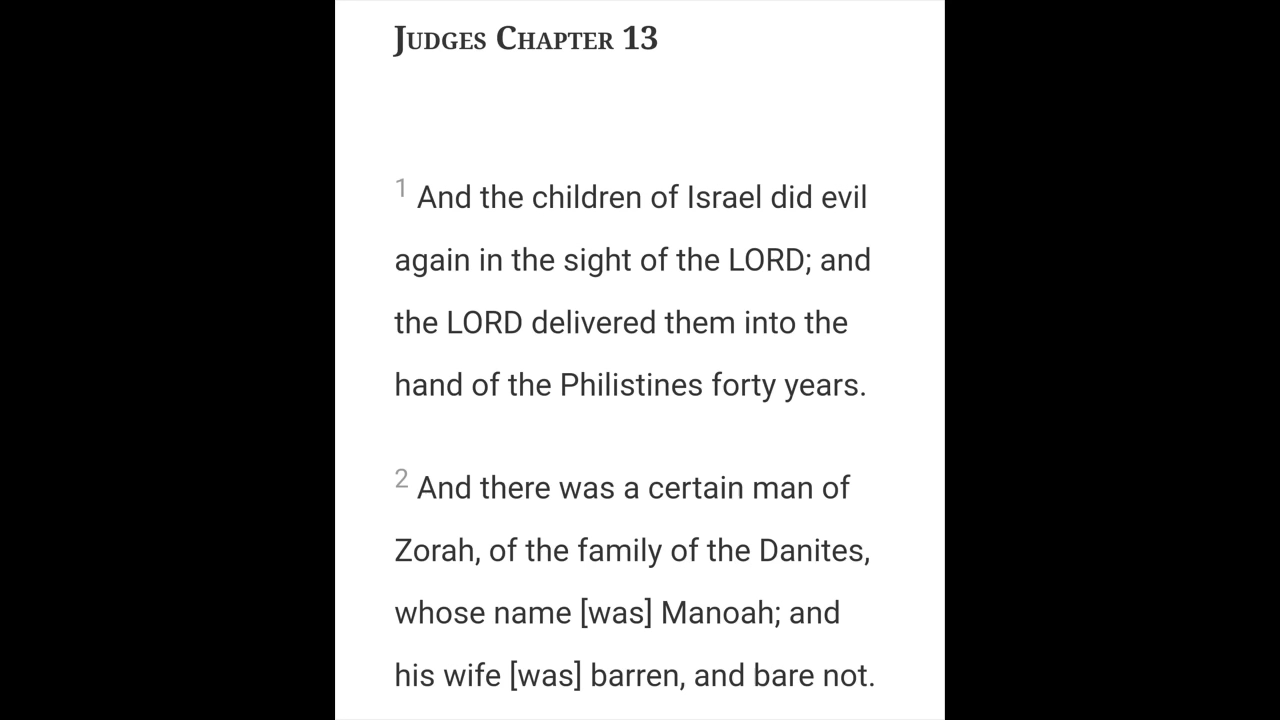 Judges Chapter 13
1 And the children of Israel did evil
again in the sight of the LORD; and
the LORD delivered them into the
hand of the Philistines forty years.
2 And there was a certain man of
Zorah, of the family of the Danites,
whose name [was] Manoah; and
his wife [was] barren, and bare not.